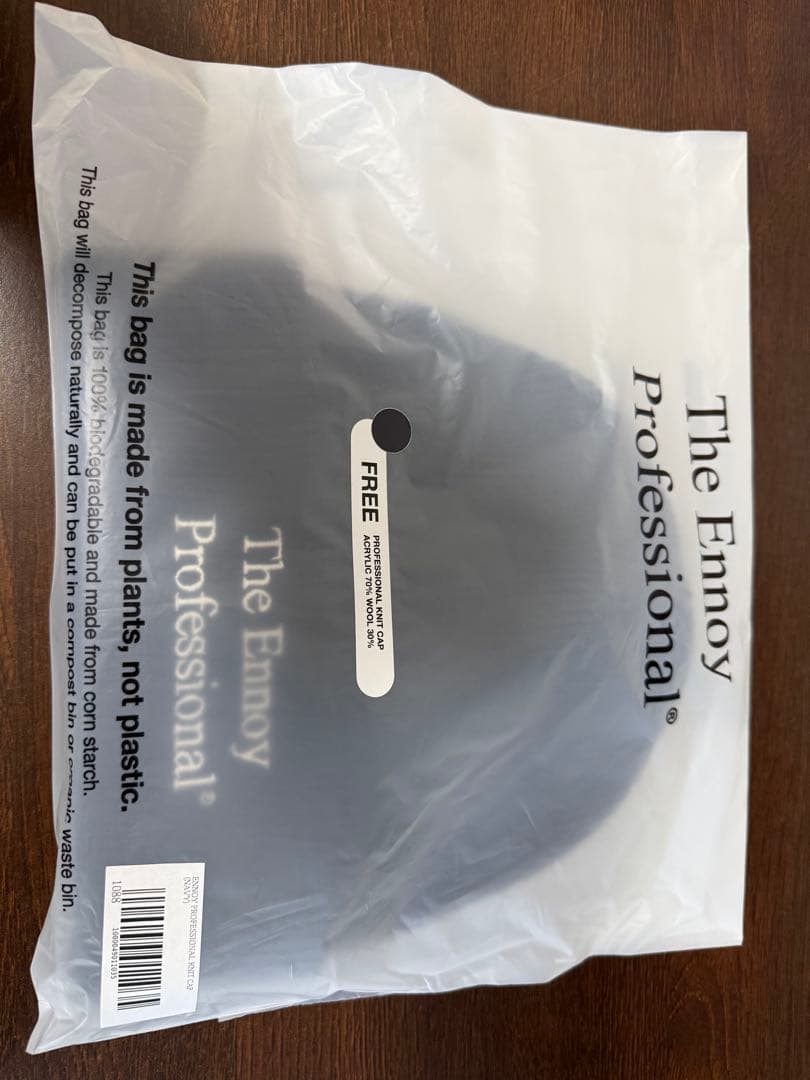 The Ennoy
Professional®
FREE
PROFESSIONAL KNIT CAP
ACRYLIC 70% WOOL 30%
The Ennoy
Professional®
This bag is made from plants, not plastic.
This bag is 100% biodegradable and made from corn starch.
This bag will decompose naturally and can be put in a compost bin or organic waste bin.
ENNOY PROFESSIONAL KNIT CAP
(NAVY)
1088